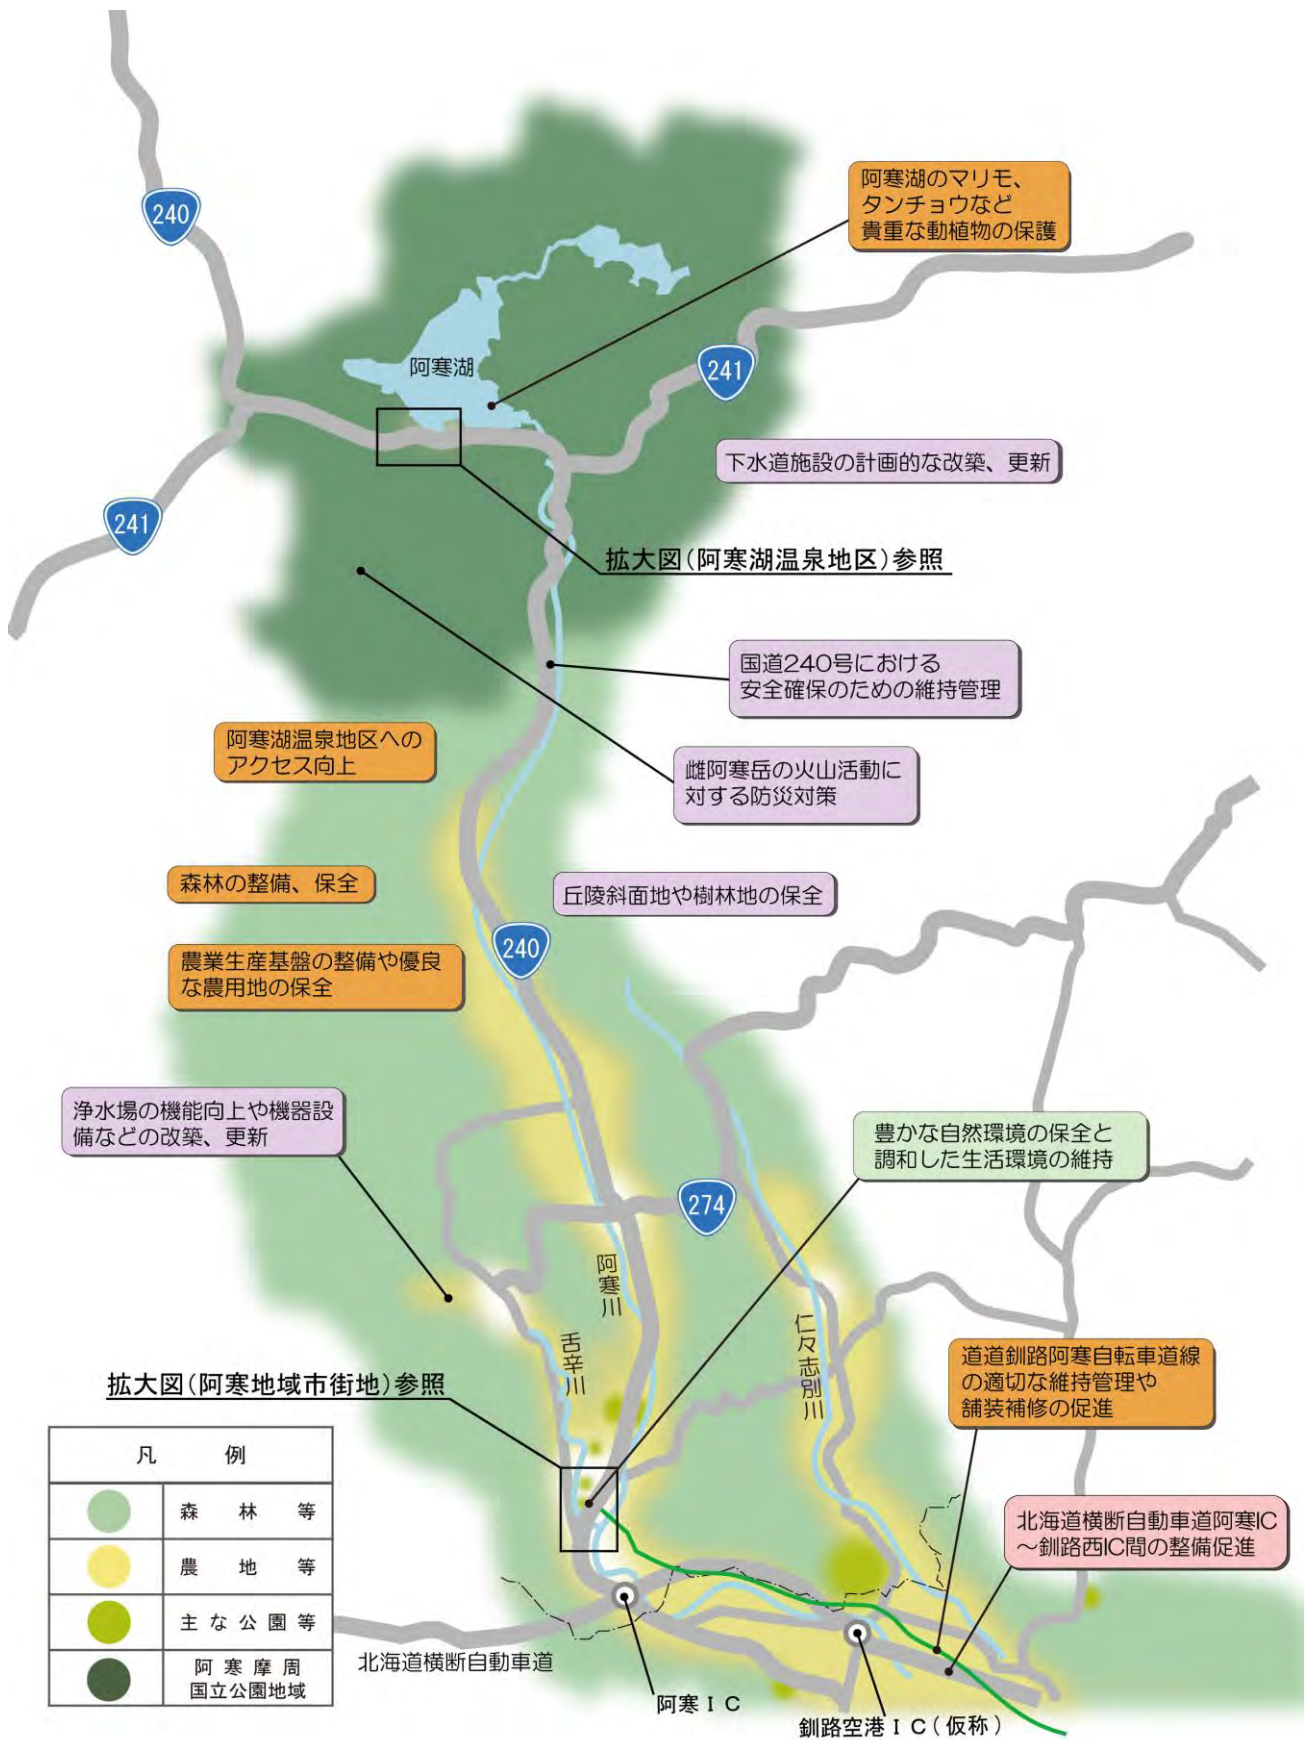 240
阿寒湖のマリモ、
タンチョウなど
貴重な動植物の保護
阿寒湖
241
下水道施設の計画的な改築、更新
241
拡大図(阿寒湖温泉地区)参照
国道240号における
安全確保のための維持管理
阿寒湖温泉地区への
アクセス向上
雌阿寒岳の火山活動に
対する防災対策
森林の整備、保全
丘陵斜面地や樹林地の保全
240
農業生産基盤の整備や優良
な農用地の保全
浄水場の機能向上や機器設
備などの改築、更新
豊かな自然環境の保全と
調和した生活環境の維持
274
阿寒川
仁々志別川
舌辛川
拡大図(阿寒地域市街地)参照
道道釧路阿寒自転車道線
の適切な維持管理や
舗装補修の促進
凡例
森林等
農地等
主な公園等
阿寒摩周
国立公園地域
北海道横断自動車道阿寒IC
～釧路西IC間の整備促進
北海道横断自動車道
阿寒IC
釧路空港IC(仮称)